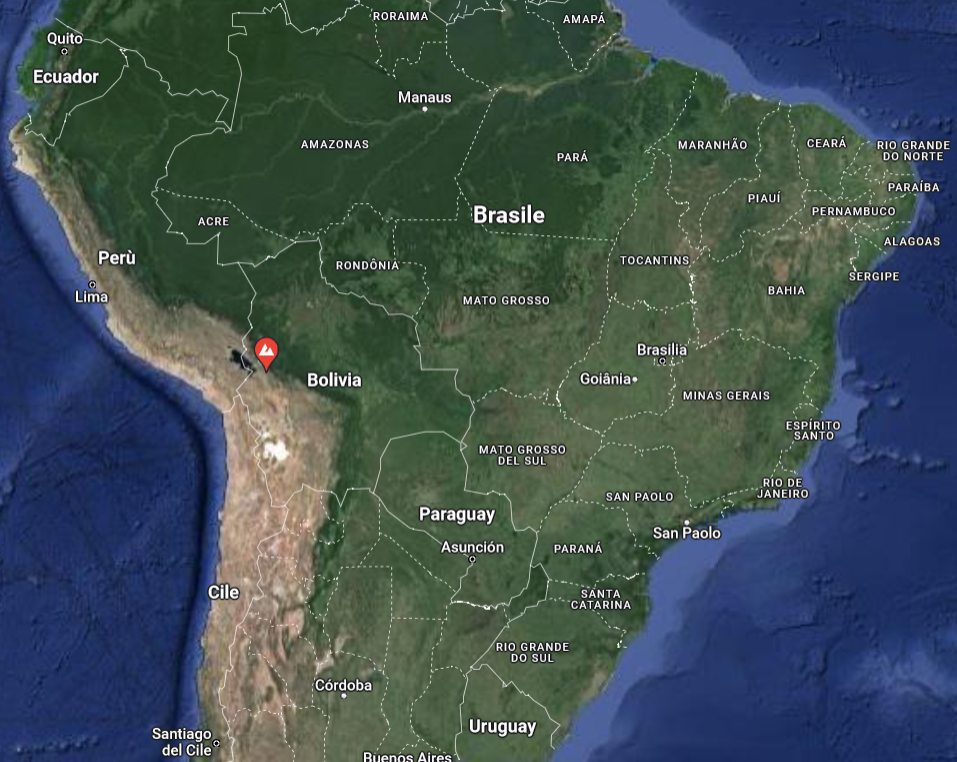 RORAIMA
AMAPÁ
Quito
Ecuador
Manaus
AMAZONAS
PARÁ
MARANHÃO
CEARÁ
RIO GRANDE
DO NORTE
PARAÍBA
PIAUÍ
PERNAMBUCO
ACRE
Brasile
ALAGOAS
Perù
RONDÔNIA
TOCANTINS
SERGIPE
Lima
MATO GROSSO
BAHIA
Brasilia
Bolivia
Goiânia
MINAS GERAIS
ESPÍRITO
SANTO
MATO GROSSO
DEL SUL
SAN PAOLO
RÍO DE
JANEIRO
Paraguay
San Paolo
Asunción
PARANÁ
Cile
SANTA
CATARINA
RIO GRANDE
DO SUL
Córdoba
Uruguay
Santiago
del Cile
Buenos Aires